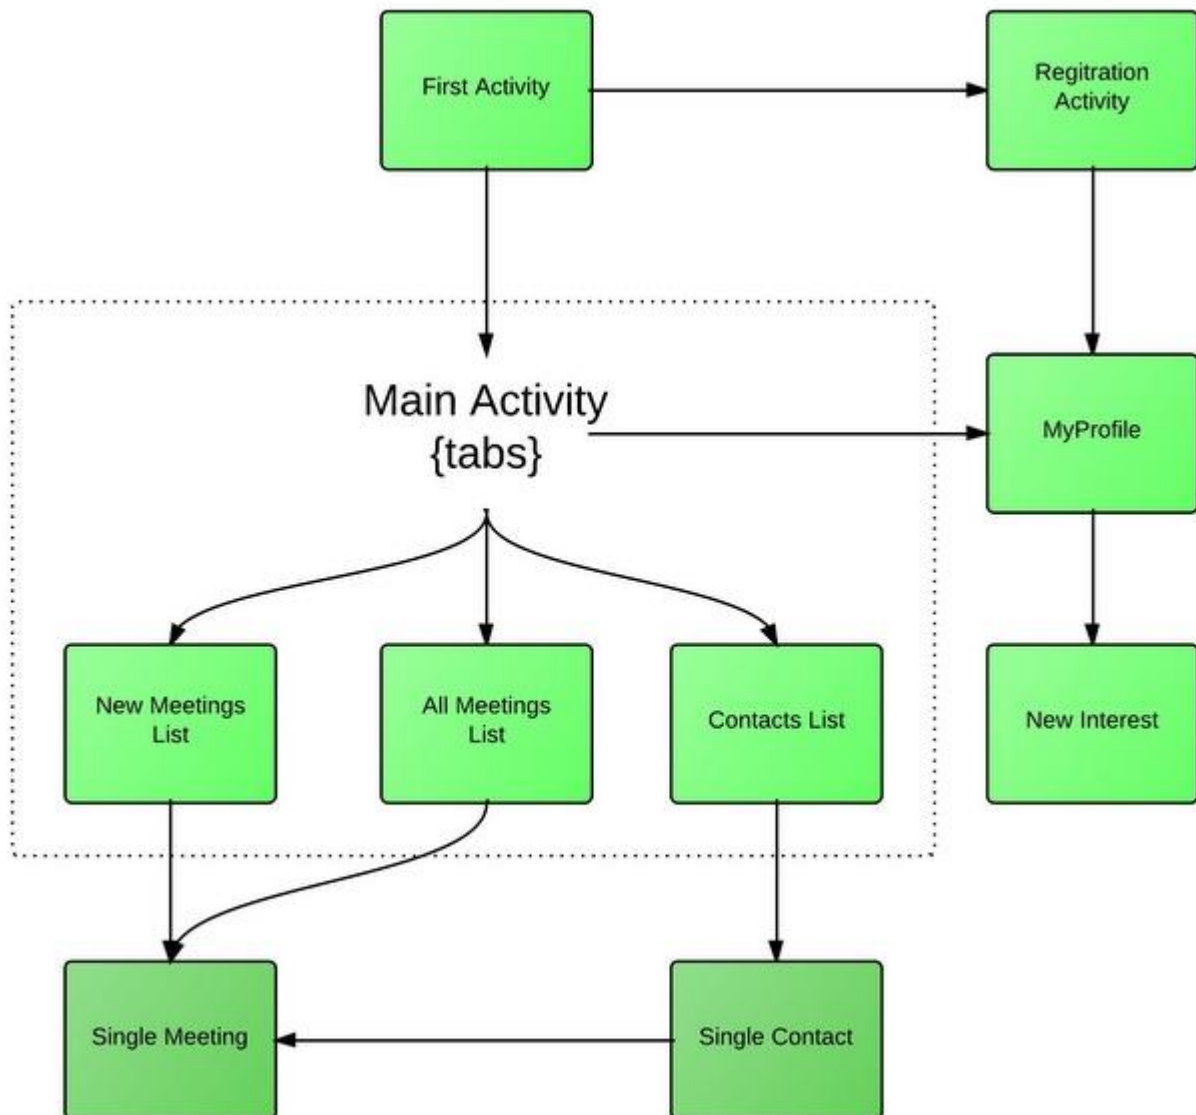 First Activity
Regitration
Activity
Main Activity
{tabs}
MyProfile
New Meetings
List
All Meetings
List
Contacts List
New Interest
Single Meeting
Single Contact